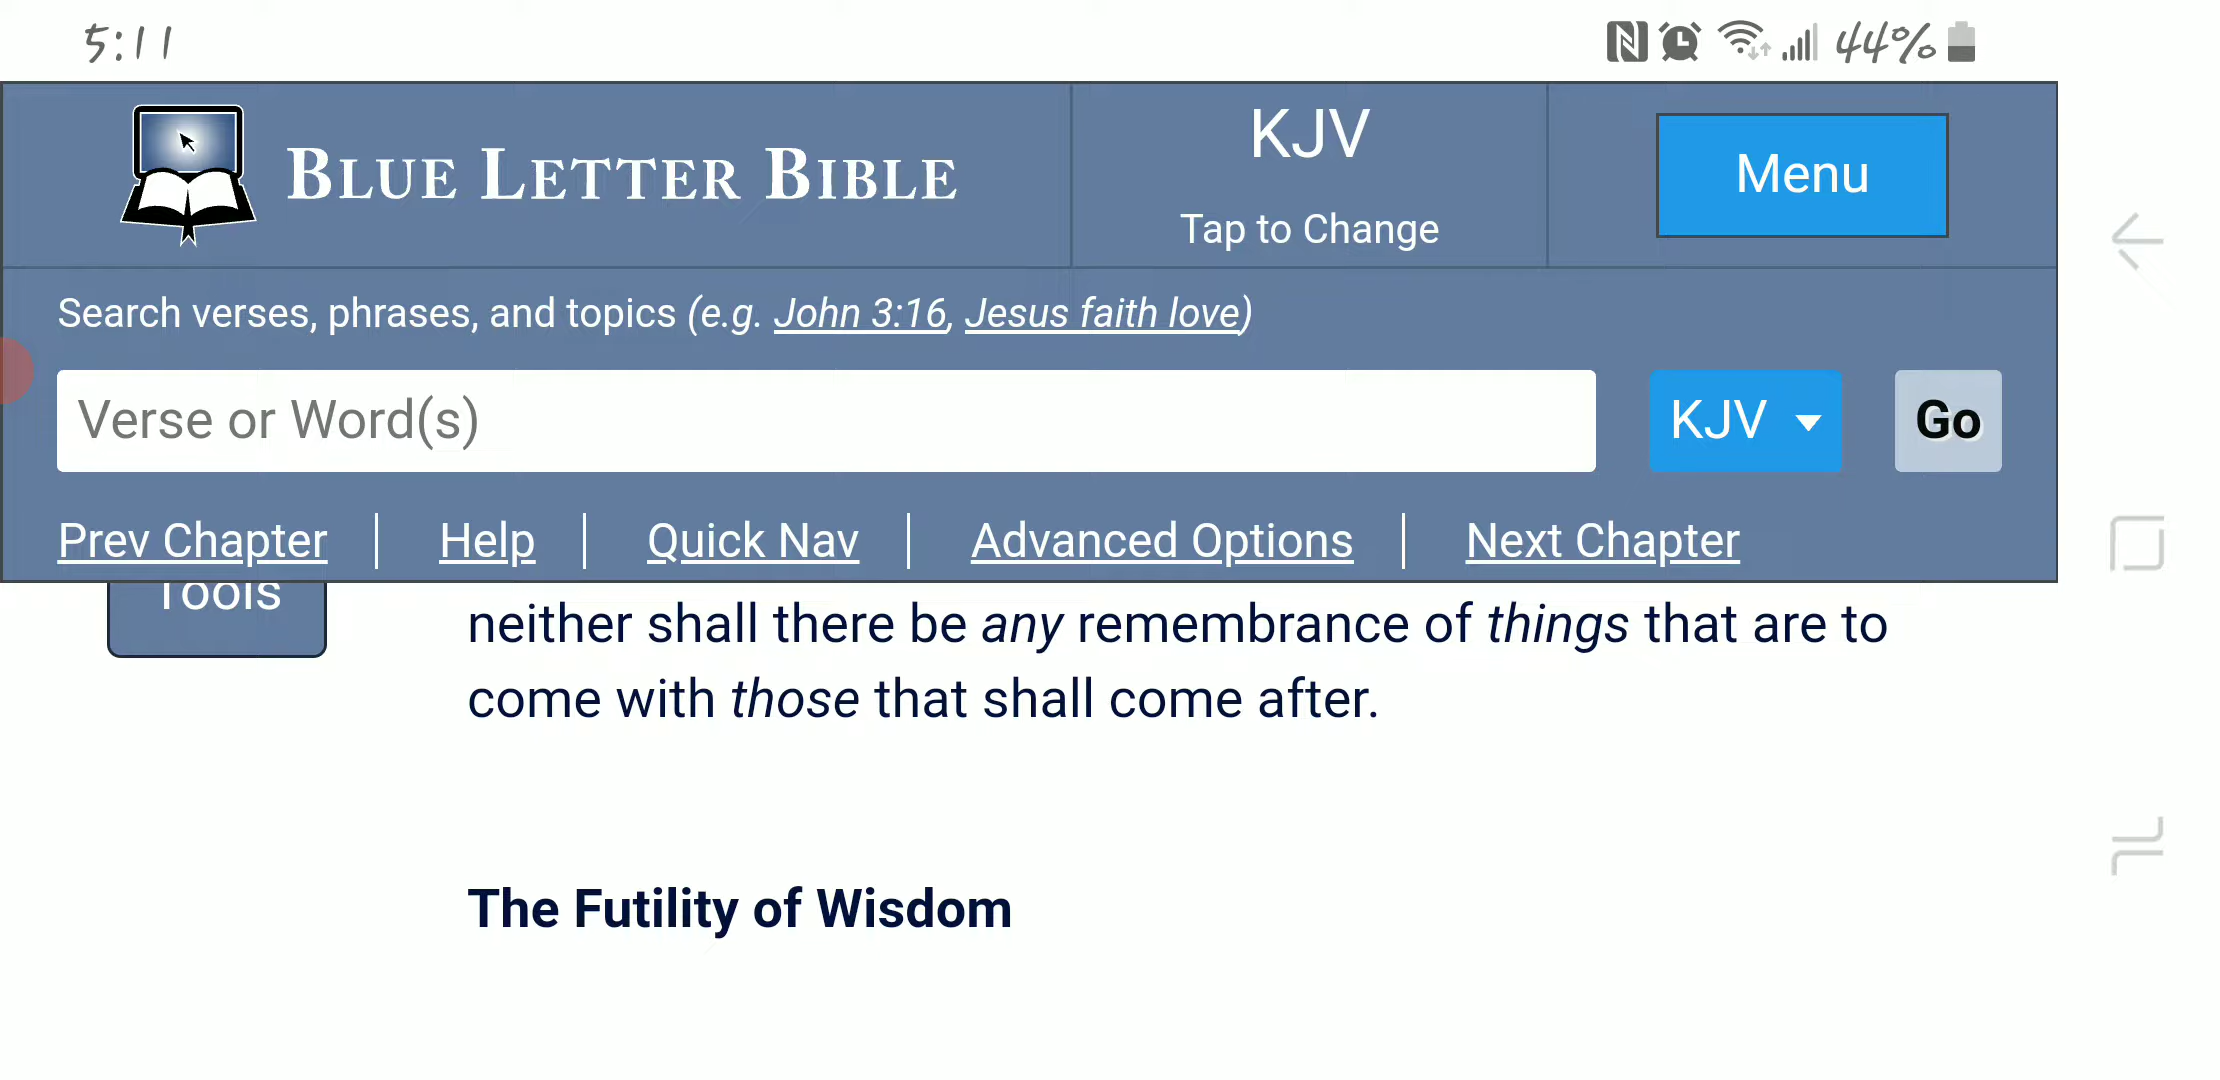 5:11 44%
BLUE LETTER BIBLE
KJV
Tap to Change
Menu
Search verses, phrases, and topics (e.g. John 3:16, Jesus faith love)
Verse or Word(s) KJV Go
Prev Chapter | Help | Quick Nav | Advanced Options | Next Chapter
Tools
neither shall there be any remembrance of things that are to
come with those that shall come after.
The Futility of Wisdom